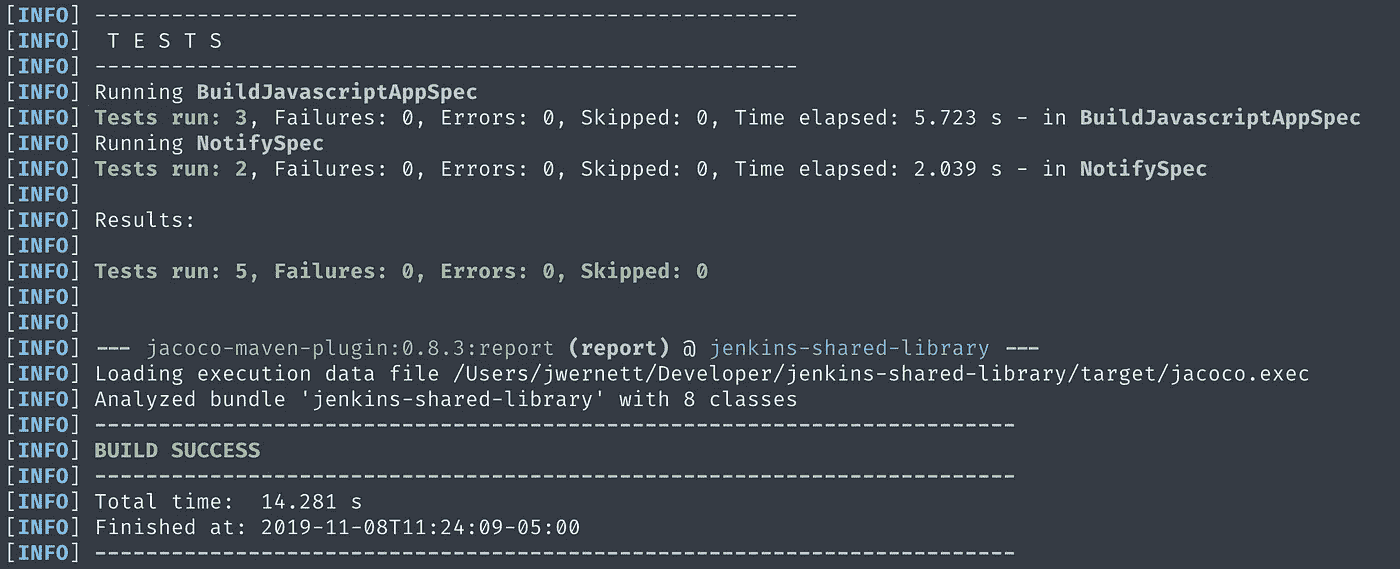 [INFO] -------------------------------------------------------
[INFO]  T E S T S
[INFO] -------------------------------------------------------
[INFO] Running BuildJavascriptAppSpec
[INFO] Tests run: 3, Failures: 0, Errors: 0, Skipped: 0, Time elapsed: 5.723 s - in BuildJavascriptAppSpec
[INFO] Running NotifySpec
[INFO] Tests run: 2, Failures: 0, Errors: 0, Skipped: 0, Time elapsed: 2.039 s - in NotifySpec
[INFO]
[INFO] Results:
[INFO]
[INFO] Tests run: 5, Failures: 0, Errors: 0, Skipped: 0
[INFO]
[INFO]
[INFO] --- jacoco-maven-plugin:0.8.3:report (report) @ jenkins-shared-library ---
[INFO] Loading execution data file /Users/jwernett/Developer/jenkins-shared-library/target/jacoco.exec
[INFO] Analyzed bundle 'jenkins-shared-library' with 8 classes
[INFO] ------------------------------------------------------------------------
[INFO] BUILD SUCCESS
[INFO] ------------------------------------------------------------------------
[INFO] Total time:  14.281 s
[INFO] Finished at: 2019-11-08T11:24:09-05:00
[INFO] ------------------------------------------------------------------------